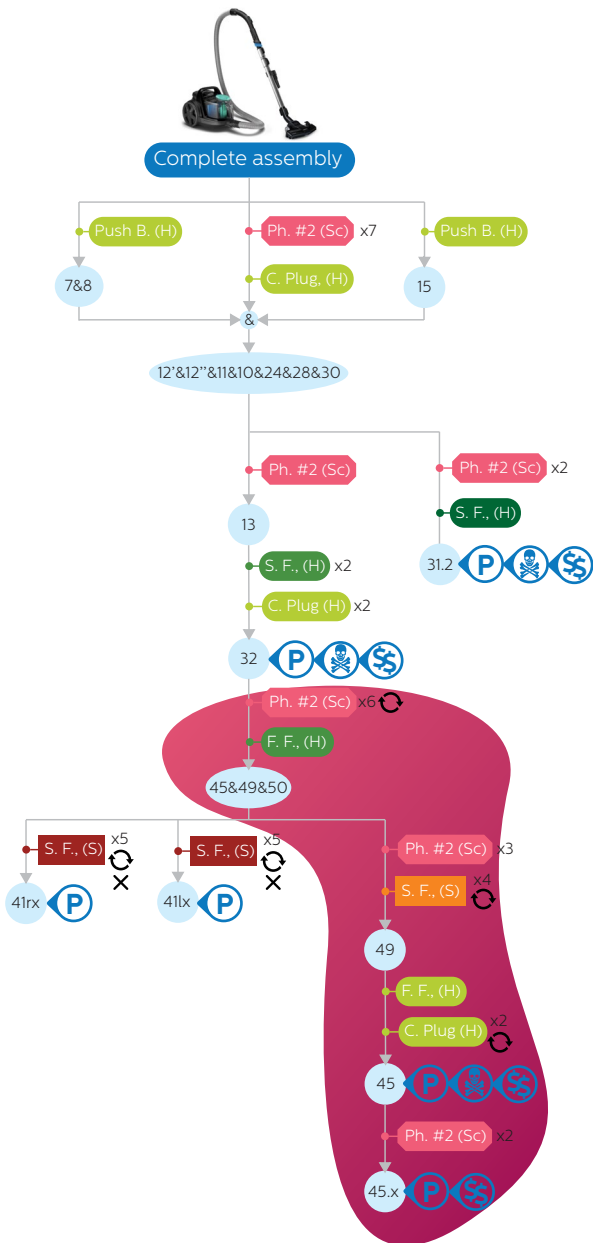 Complete assembly
Push B. (H)
Ph. #2 (Sc) x7
Push B. (H)
7&8
C. Plug, (H)
15
&
12'&12''&11&10&24&28&30
Ph. #2 (Sc)
Ph. #2 (Sc) x2
13
S. F., (H)
S. F., (H) x2
31.2 P $$
C. Plug (H) x2
32 P $$
Ph. #2 (Sc) x6
F. F., (H)
45&49&50
S. F., (S) x5
S. F., (S) x5
Ph. #2 (Sc) x3
41rx P
41lx P
S. F., (S) x4
49
F. F., (H)
C. Plug (H) x2
45 P $$
Ph. #2 (Sc) x2
45.x P $$